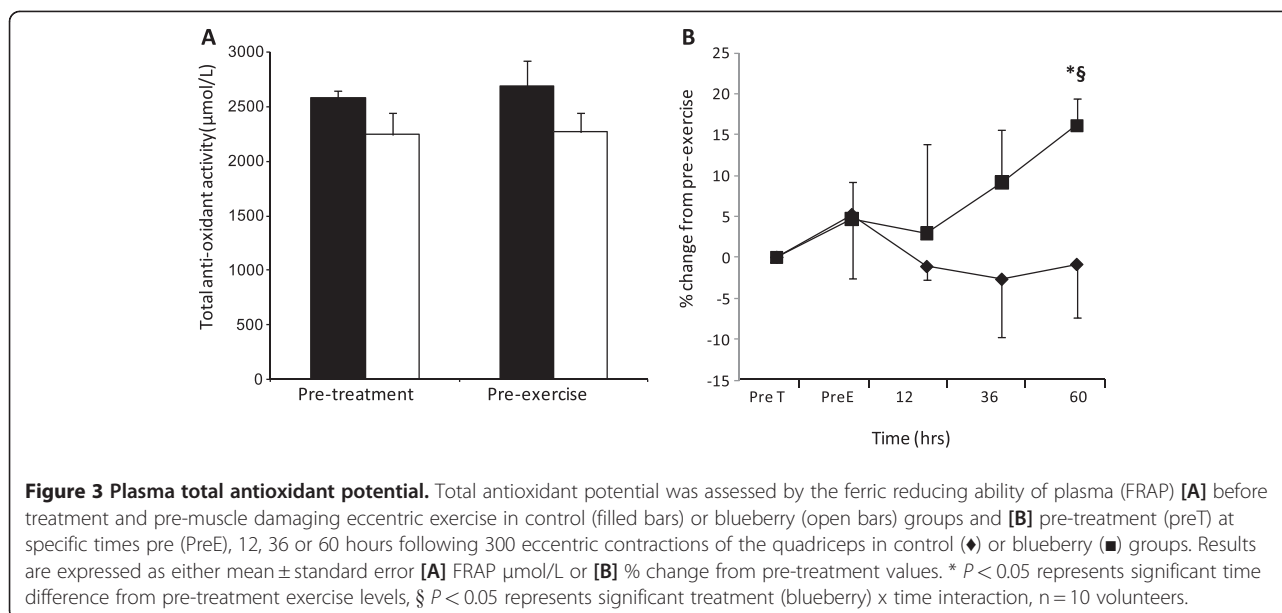 A
Total anti-oxidant activity(µmol/L)
3000
2500
2000
1500
1000
500
0
Pre-treatment Pre-exercise
B
% change from pre-exercise
25
20
15
10
5
0
-5
-10
-15
*§
Pre T PreE 12 36 60
Time (hrs)
Figure 3 Plasma total antioxidant potential. Total antioxidant potential was assessed by the ferric reducing ability of plasma (FRAP) [A] before
treatment and pre-muscle damaging eccentric exercise in control (filled bars) or blueberry (open bars) groups and [B] pre-treatment (preT) at
specific times pre (PreE), 12, 36 or 60 hours following 300 eccentric contractions of the quadriceps in control (♦) or blueberry (■) groups. Results
are expressed as either mean ± standard error [A] FRAP µmol/L or [B] % change from pre-treatment values. * P < 0.05 represents significant time
difference from pre-treatment exercise levels, § P < 0.05 represents significant treatment (blueberry) x time interaction, n = 10 volunteers.